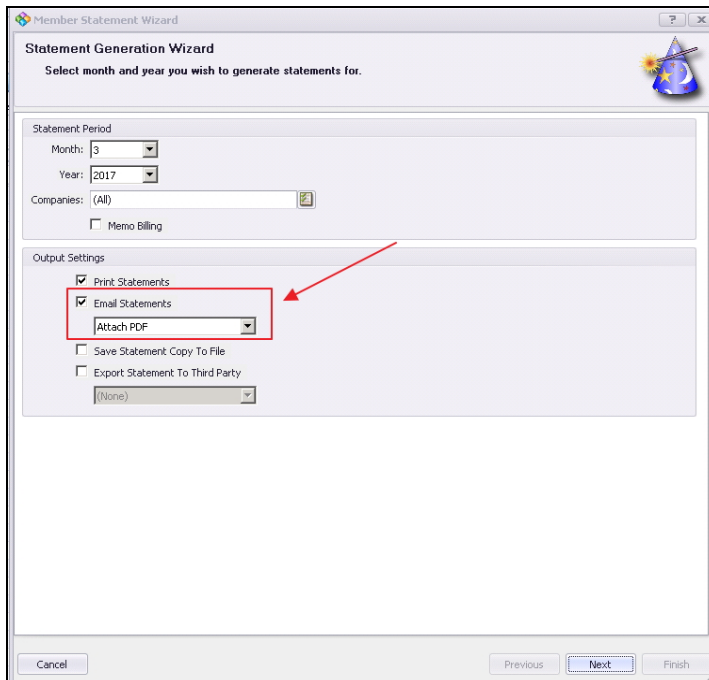 Member Statement Wizard
?
Statement Generation Wizard
Select month and year you wish to generate statements for.
Statement Period
Month: 3
Year: 2017
Companies: (All)
Memo Billing
Output Settings
Print Statements
Email Statements
Attach PDF
Save Statement Copy To File
Export Statement To Third Party
(None)
Cancel Previous Next Finish